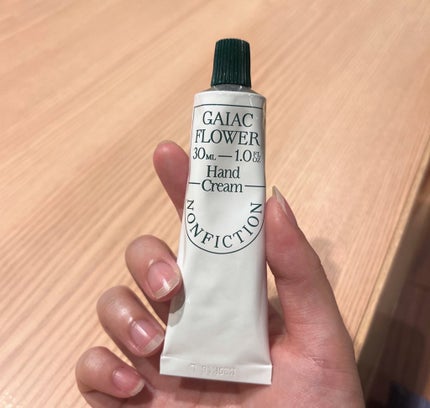 GAIAC
FLOWER
30ML — 1.0 FL. OZ.
Hand
Cream
NONFICTION